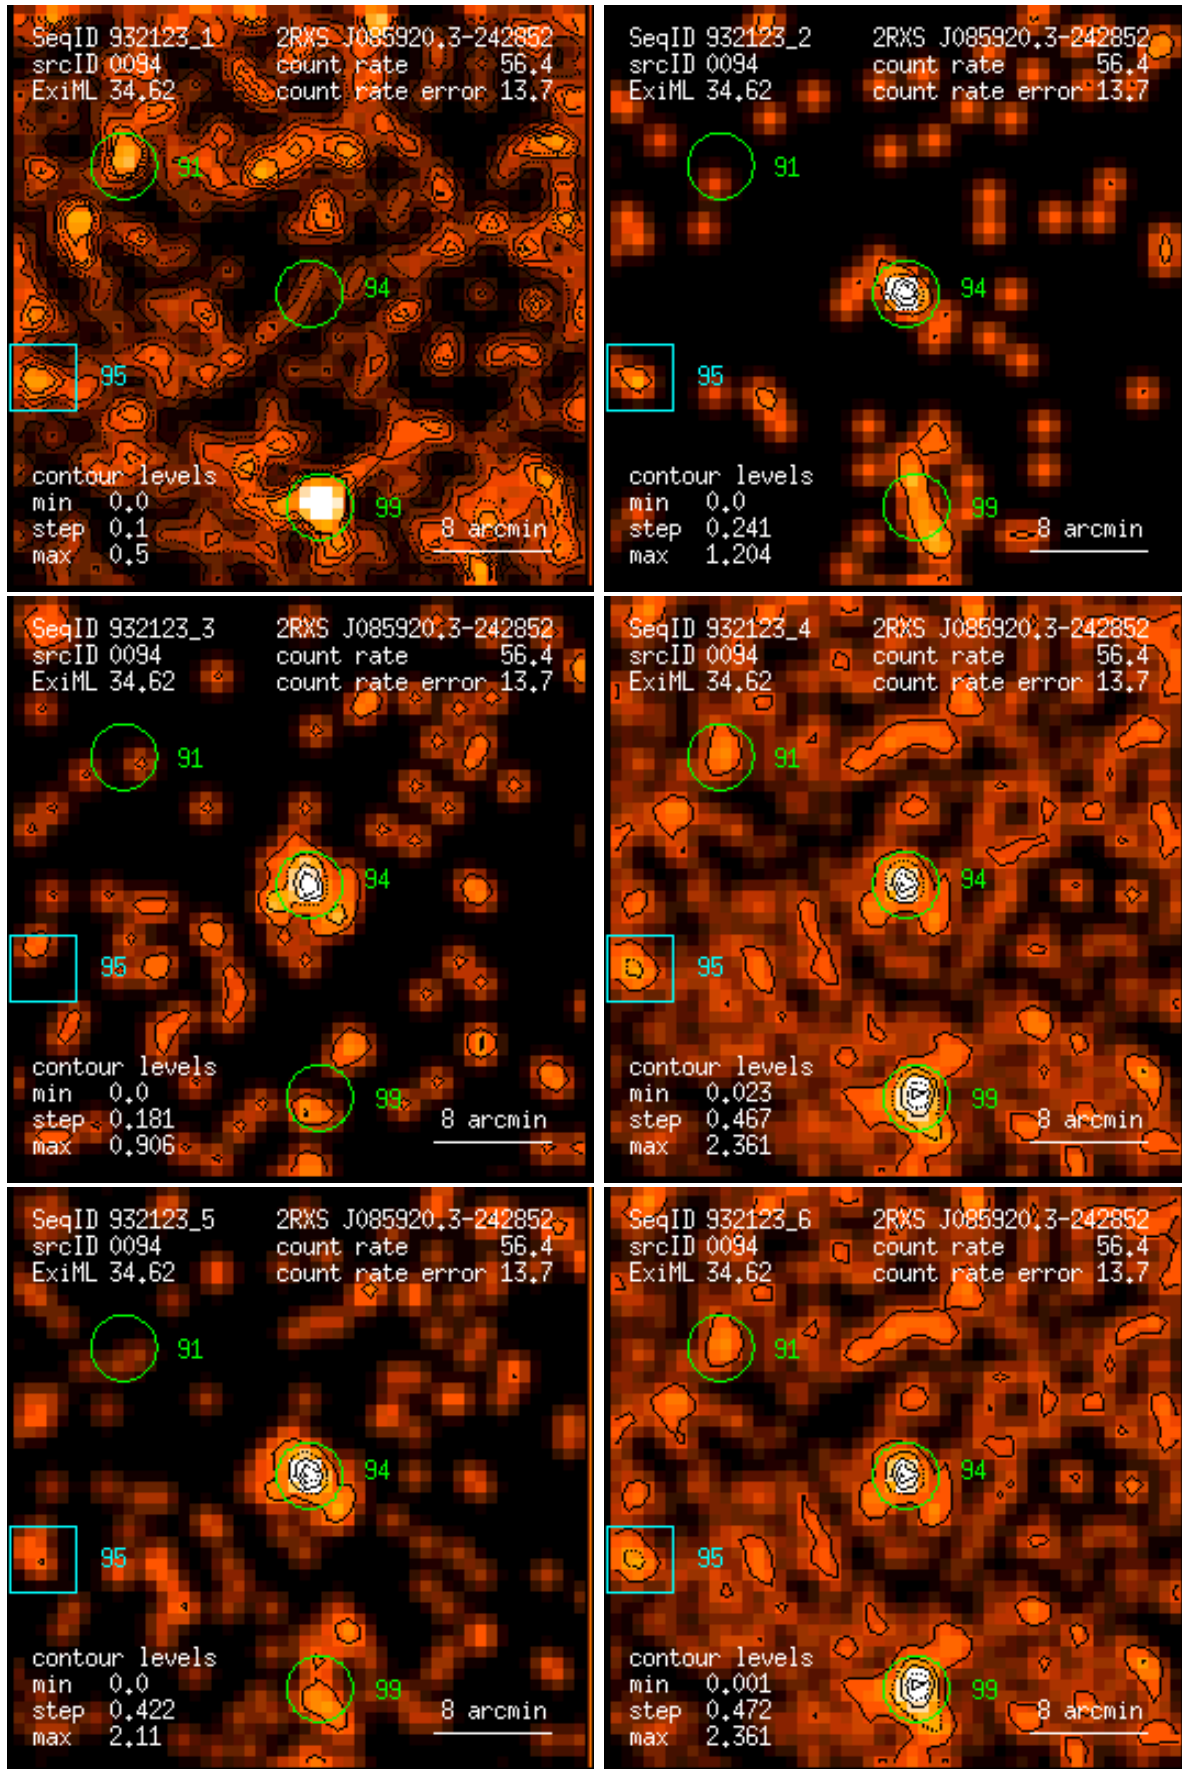 SeqID 932123_1 2RXS J085920.3-242852
srcID 0094 count rate 56.4
ExiML 34.62 count rate error 13.7
91
94
95
contour levels
min 0.0
99
step 0.1 8 arcmin
max 0.5
SeqID 932123_2 2RXS J085920.3-242852
srcID 0094 count rate 56.4
ExiML 34.62 count rate error 13.7
91
94
95
contour levels
min 0.0
99
step 0.241 8 arcmin
max 1.204
SeqID 932123_3 2RXS J085920.3-242852
srcID 0094 count rate 56.4
ExiML 34.62 count rate error 13.7
91
94
95
contour levels
min 0.0
99
step 0.181 8 arcmin
max 0.906
SeqID 932123_4 2RXS J085920.3-242852
srcID 0094 count rate 56.4
ExiML 34.62 count rate error 13.7
91
94
95
contour levels
min 0.023
99
step 0.467 8 arcmin
max 2.361
SeqID 932123_5 2RXS J085920.3-242852
srcID 0094 count rate 56.4
ExiML 34.62 count rate error 13.7
91
94
95
contour levels
min 0.0
99
step 0.422 8 arcmin
max 2.11
SeqID 932123_6 2RXS J085920.3-242852
srcID 0094 count rate 56.4
ExiML 34.62 count rate error 13.7
91
94
95
contour levels
min 0.001
99
step 0.472 8 arcmin
max 2.361